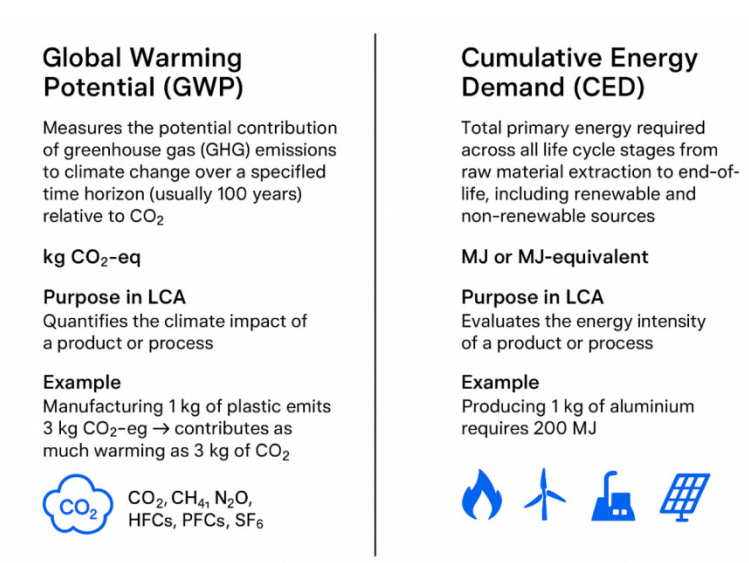 Global Warming
Potential (GWP)
Measures the potential contribution
of greenhouse gas (GHG) emissions
to climate change over a specifled
time horizon (usually 100 years)
relative to CO₂
kg CO₂-eq
Purpose in LCA
Quantifies the climate impact of
a product or process
Example
Manufacturing 1 kg of plastic emits
3 kg CO₂-eg → contributes as
much warming as 3 kg of CO₂
CO₂
CO₂, CH₄, N₂O,
HFCs, PFCs, SF₆
Cumulative Energy
Demand (CED)
Total primary energy required
across all life cycle stages from
raw material extraction to end-of-
life, including renewable and
non-renewable sources
MJ or MJ-equivalent
Purpose in LCA
Evaluates the energy intensity
of a product or process
Example
Producing 1 kg of aluminium
requires 200 MJ